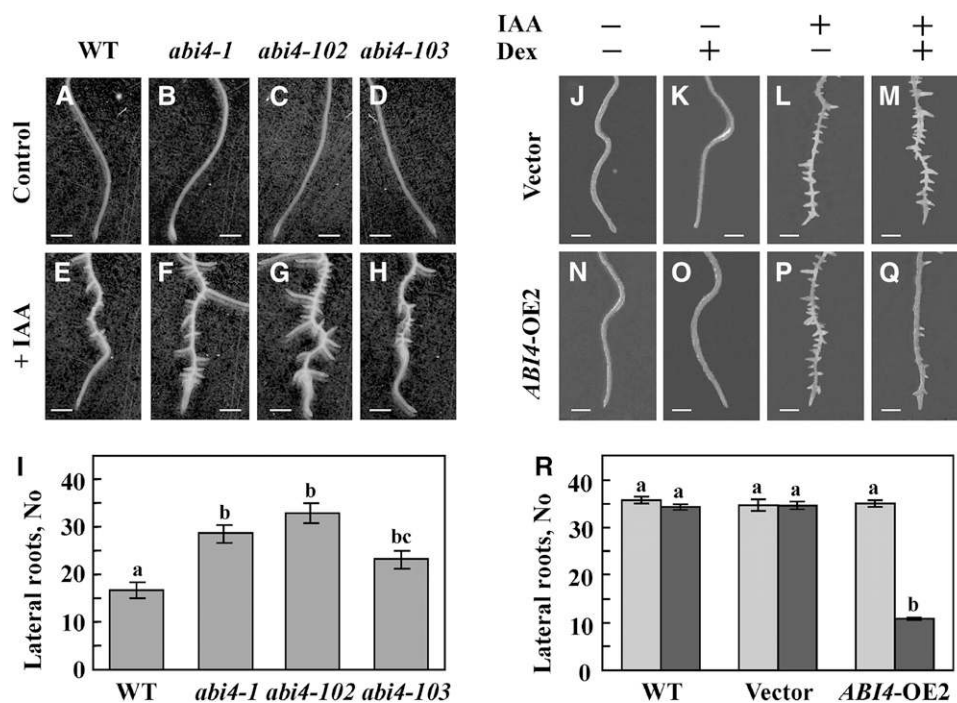 WT abi4-1 abi4-102 abi4-103
Control
A B C D
+ IAA
E F G H
IAA – – + +
Dex – + – +
Vector
J K L M
ABI4-OE2
N O P Q
I
Lateral roots, No
40
30
20
10
0
a b b bc
WT abi4-1 abi4-102 abi4-103
R
Lateral roots, No
40
30
20
10
0
a a a a a b
WT Vector ABI4-OE2